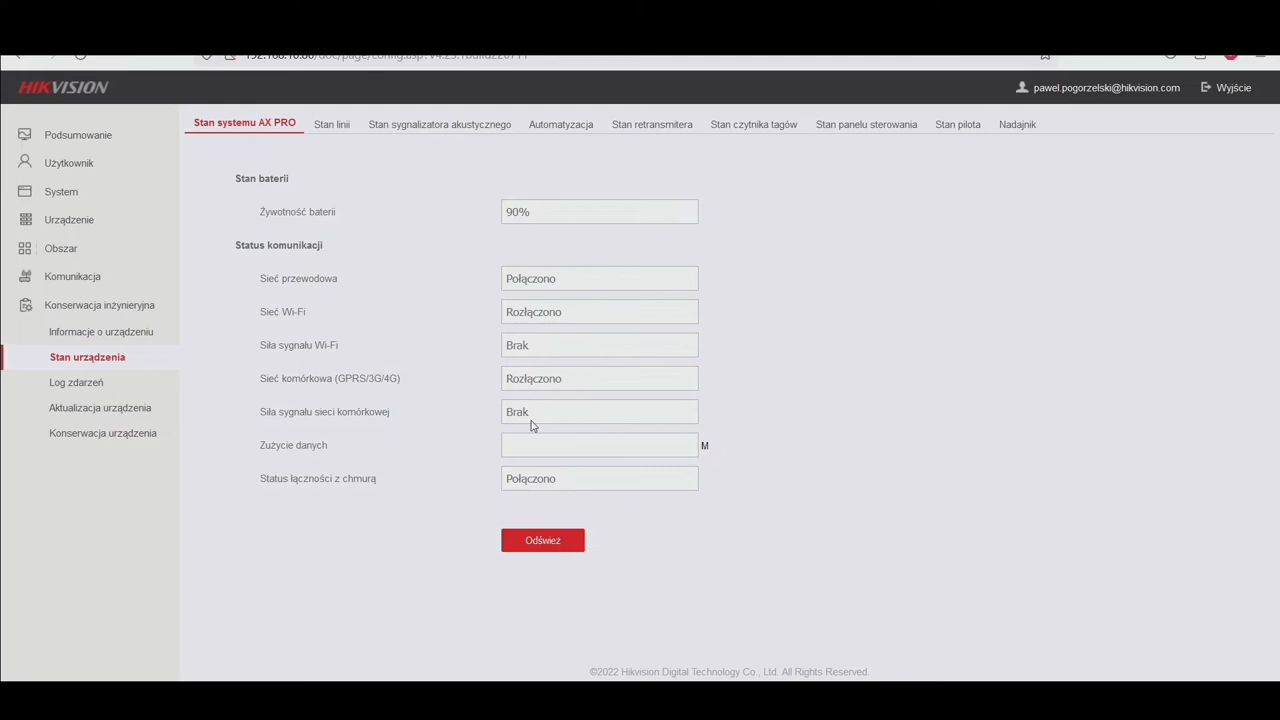 HIKVISION
pawel.pogorzelski@hikvision.com
Wyjście
Podsumowanie
Użytkownik
System
Urządzenie
Obszar
Komunikacja
Konserwacja inżynieryjna
Informacje o urządzeniu
Stan urządzenia
Log zdarzeń
Aktualizacja urządzenia
Konserwacja urządzenia
Stan systemu AX PRO
Stan linii
Stan sygnalizatora akustycznego
Automatyzacja
Stan retransmitera
Stan czytnika tagów
Stan panelu sterowania
Stan pilota
Nadajnik
Stan baterii
Żywotność baterii
90%
Status komunikacji
Sieć przewodowa
Połączono
Sieć Wi-Fi
Rozłączono
Siła sygnału Wi-Fi
Brak
Sieć komórkowa (GPRS/3G/4G)
Rozłączono
Siła sygnału sieci komórkowej
Brak
Zużycie danych
M
Status łączności z chmurą
Połączono
Odśwież
©2022 Hikvision Digital Technology Co., Ltd. All Rights Reserved.